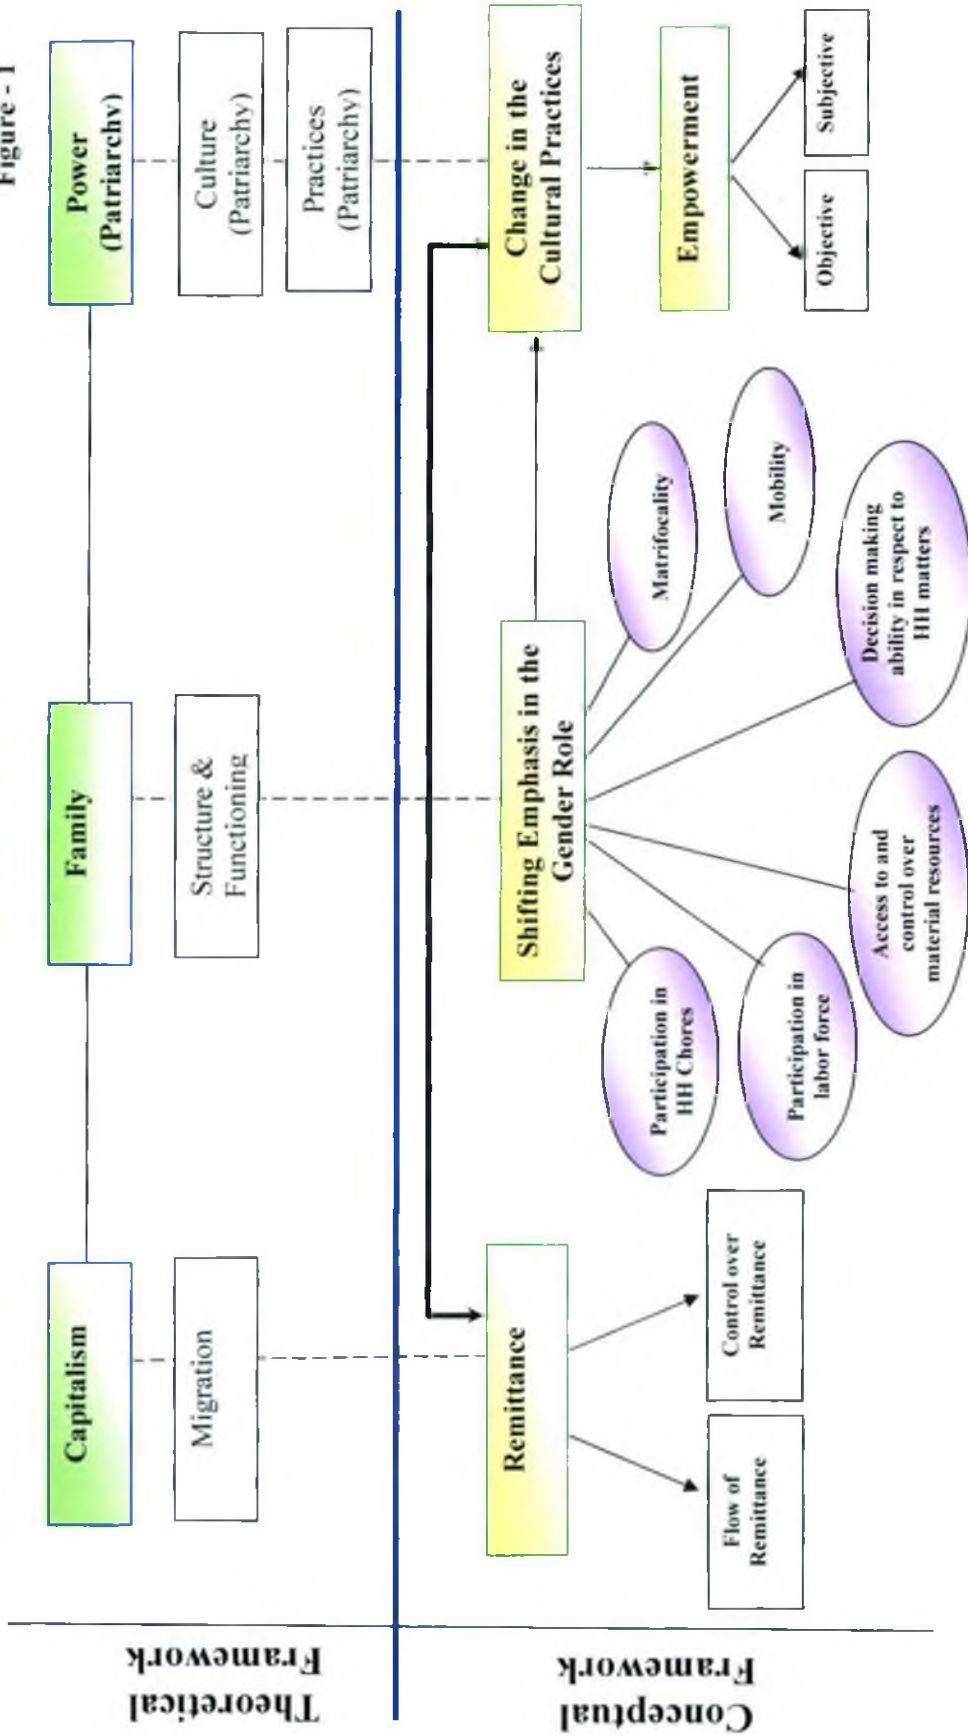 Figure - 1
Theoretical
Framework
Capitalism
Family
Power
(Patriarchy)
Migration
Structure &
Functioning
Culture
(Patriarchy)
Practices
(Patriarchy)
Conceptual
Framework
Remittance
Shifting Emphasis in the
Gender Role
Change in the
Cultural Practices
Flow of
Remittance
Control over
Remittance
Participation in
HH Chores
Participation in
labor force
Access to and
control over
material resources
Decision making
ability in respect to
HH matters
Mobility
Matrifocality
Empowerment
Objective
Subjective